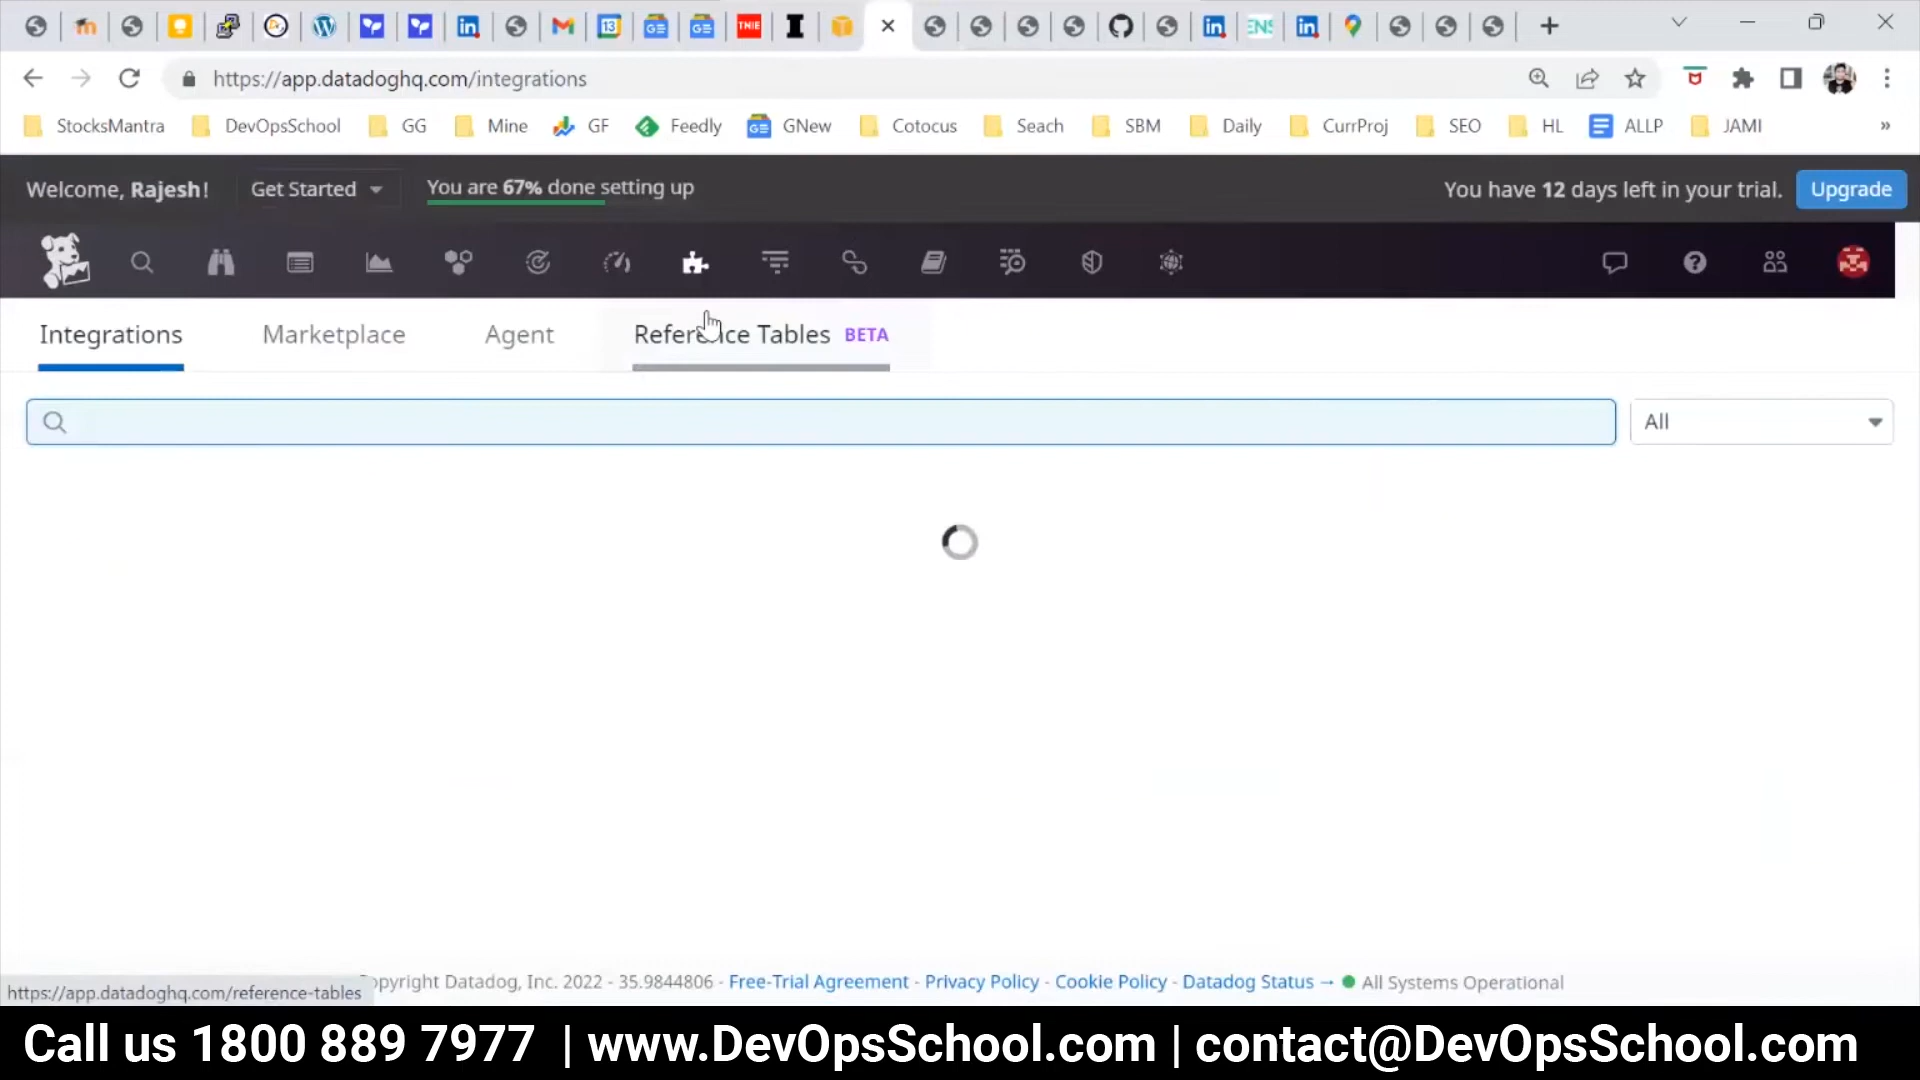 https://app.datadoghq.com/integrations
StocksMantra DevOpsSchool GG Mine GF Feedly GNew Cotocus Seach SBM Daily CurrProj SEO HL ALLP JAMI »
Welcome, Rajesh! Get Started You are 67% done setting up You have 12 days left in your trial. Upgrade
Integrations Marketplace Agent Reference Tables BETA
All
opyright Datadog, Inc. 2022 - 35.9844806 - Free-Trial Agreement - Privacy Policy - Cookie Policy - Datadog Status → All Systems Operational
https://app.datadoghq.com/reference-tables
Call us 1800 889 7977 | www.DevOpsSchool.com | contact@DevOpsSchool.com